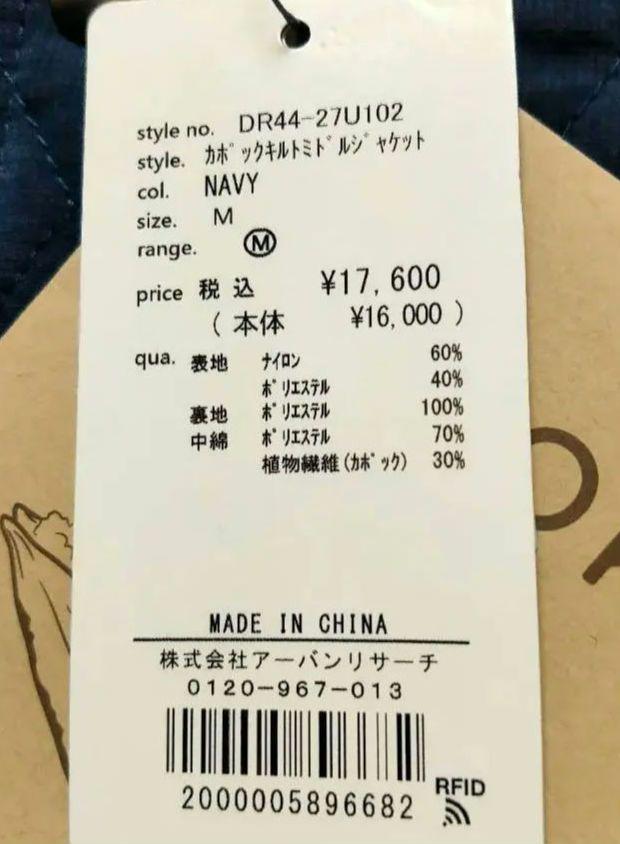 style no. DR44-27U102
style. カポックキルトミドルジャケット
col. NAVY
size. M
range. Ⓜ
price 税込 ¥17,600
(本体 ¥16,000)
qua. 表地 ナイロン 60%
ポリエステル 40%
裏地 ポリエステル 100%
中綿 ポリエステル 70%
植物繊維(カポック) 30%
MADE IN CHINA
株式会社アーバンリサーチ
0120-967-013
2000005896682
RFID